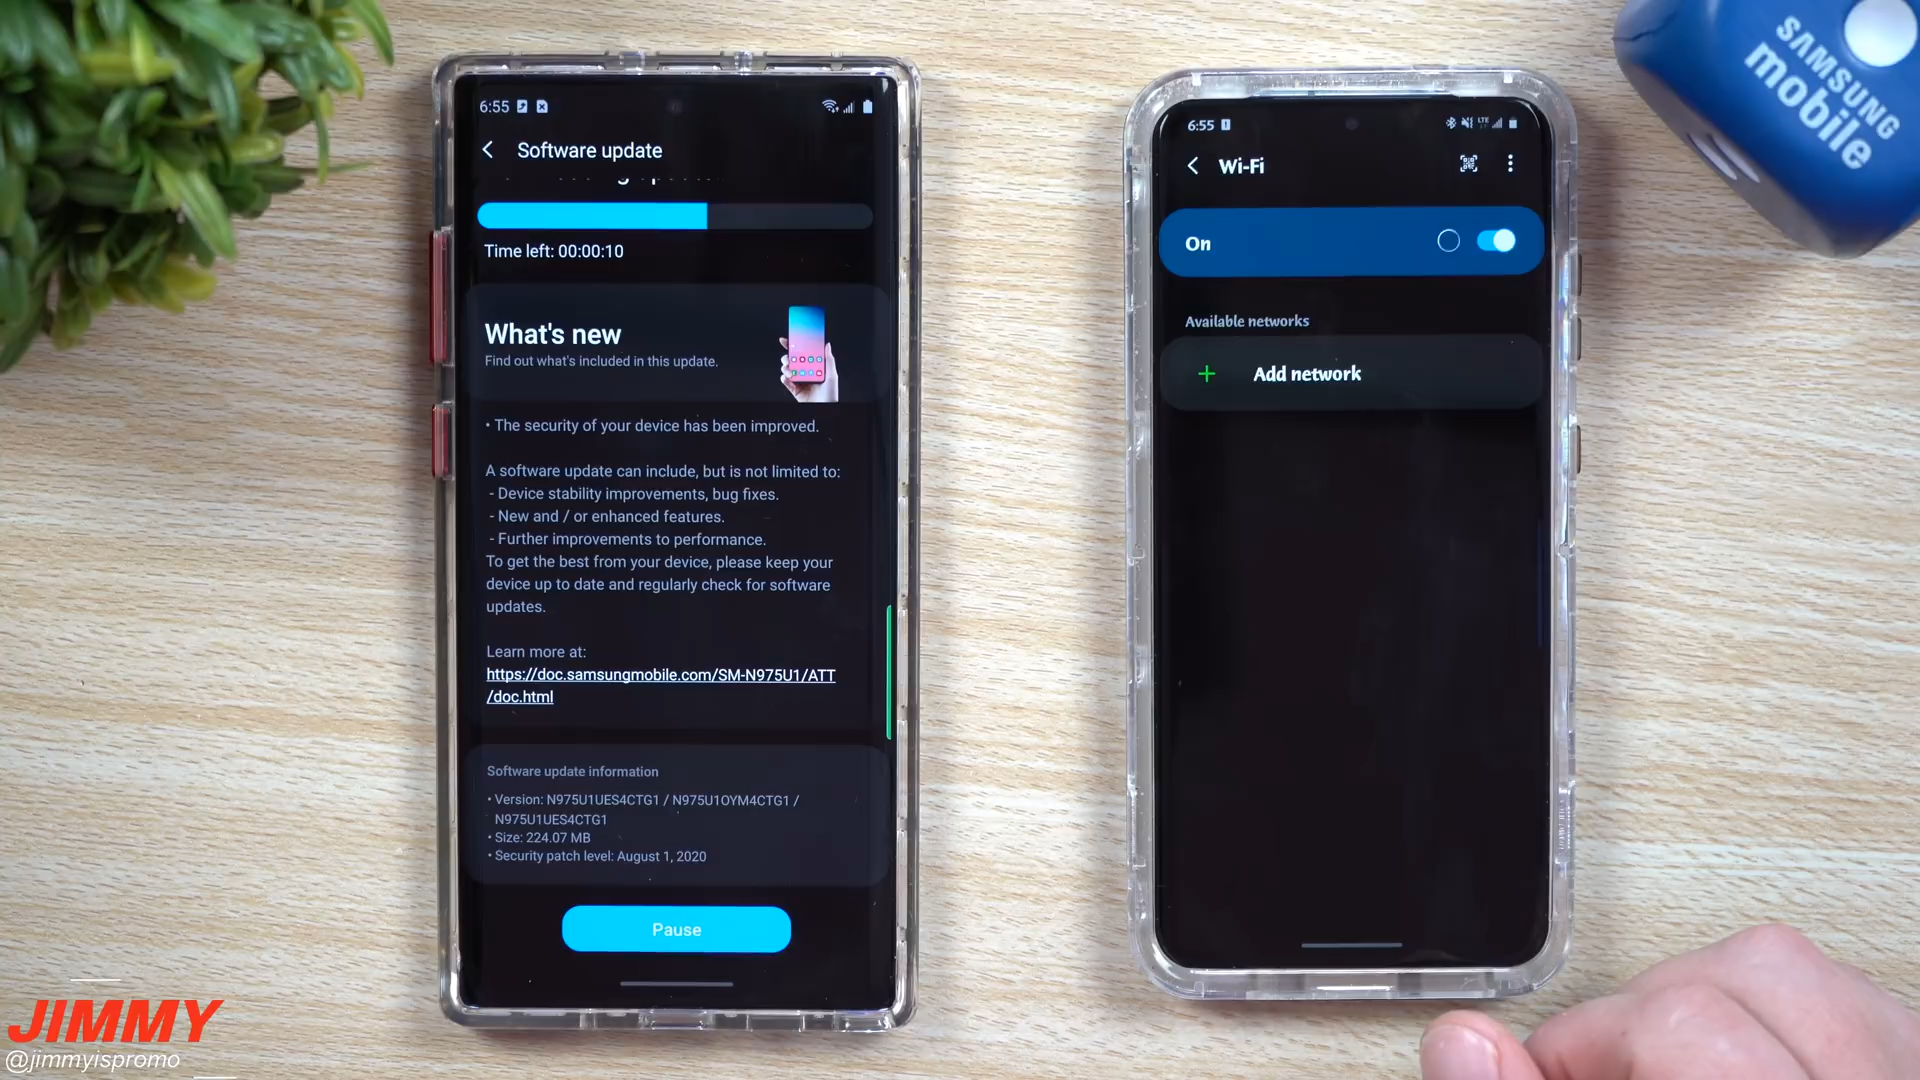 6:55
Software update
Time left: 00:00:10
What's new
Find out what's included in this update.
• The security of your device has been improved.
A software update can include, but is not limited to:
- Device stability improvements, bug fixes.
- New and / or enhanced features.
- Further improvements to performance.
To get the best from your device, please keep your
device up to date and regularly check for software
updates.
Learn more at:
https://doc.samsungmobile.com/SM-N975U1/ATT
/doc.html
Software update information
• Version: N975U1UES4CTG1 / N975U1OYM4CTG1 /
N975U1UES4CTG1
• Size: 224.07 MB
• Security patch level: August 1, 2020
Pause
6:55
LTE
Wi-Fi
On
Available networks
+ Add network
SAMSUNG
mobile
JIMMY
@jimmyispromo